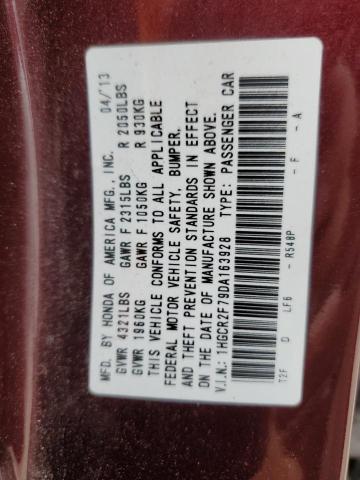 MFD. BY HONDA OF AMERICA MFG., INC. 04/13
GVWR 4321LBS GAWR F 2315LBS R 2050LBS
GVWR 1960KG GAWR F 1050KG R 930KG
THIS VEHICLE CONFORMS TO ALL APPLICABLE
FEDERAL MOTOR VEHICLE SAFETY, BUMPER,
AND THEFT PREVENTION STANDARDS IN EFFECT
ON THE DATE OF MANUFACTURE SHOWN ABOVE.
V.I.N.: 1HGCR2F79DA163928 TYPE: PASSENGER CAR
T2F D LF6 - R548P - F - A